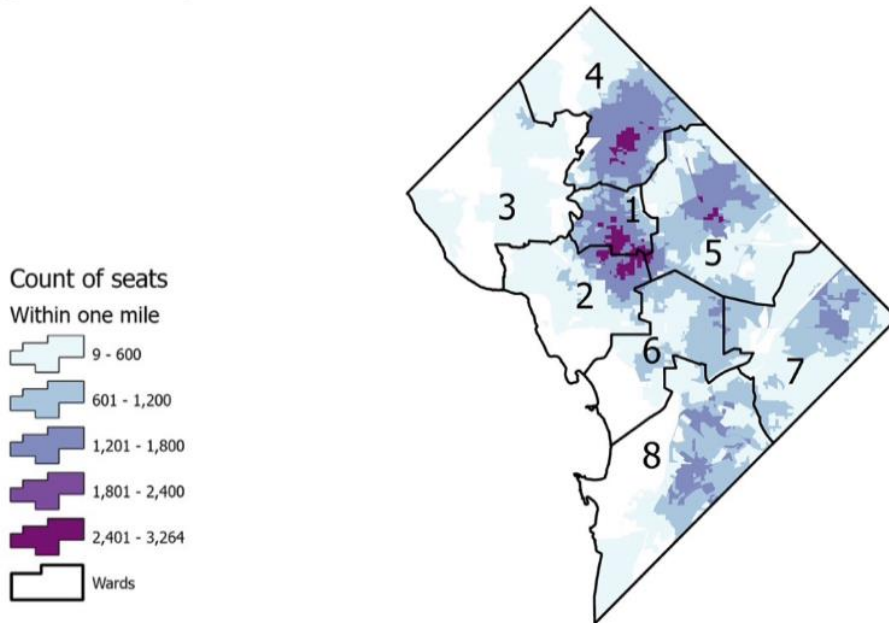 4
3
1
5
2
6
7
8
Count of seats
Within one mile
9 - 600
601 - 1,200
1,201 - 1,800
1,801 - 2,400
2,401 - 3,264
Wards